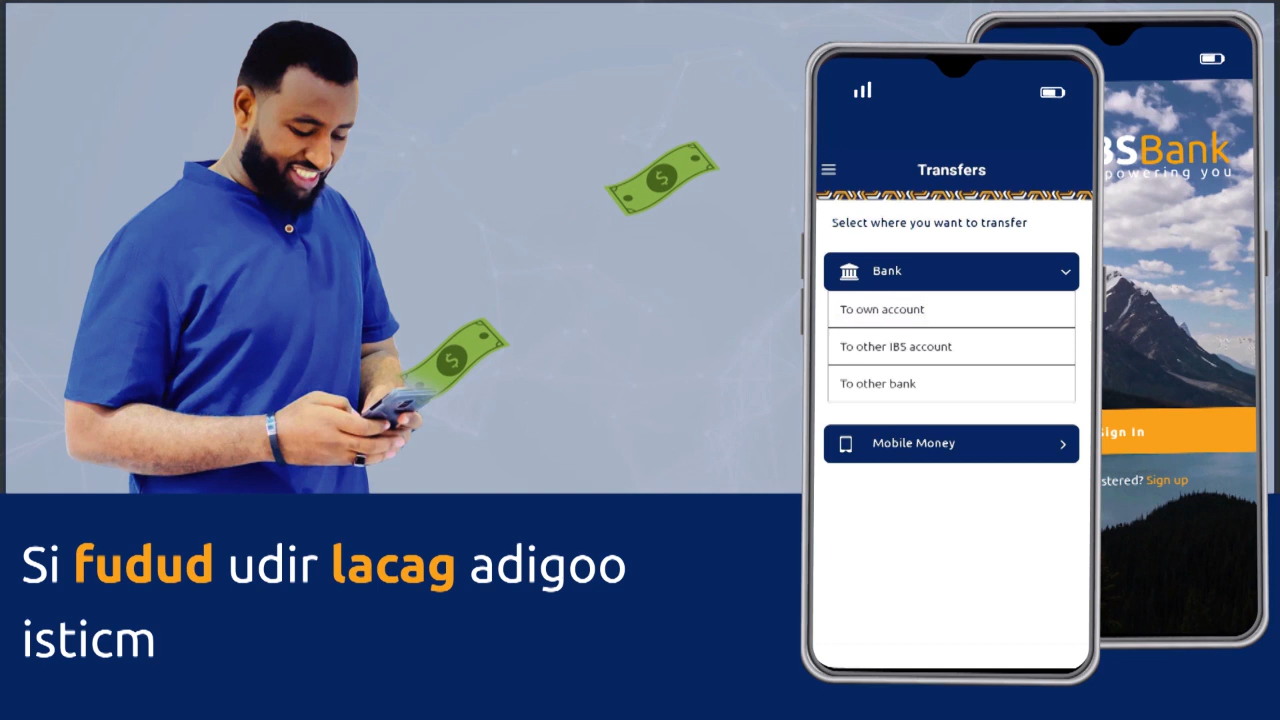 Transfers
Select where you want to transfer
Bank
To own account
To other IBS account
To other bank
Mobile Money
BSBank
powering you
Sign In
stered? Sign up
Si fudud udir lacag adigoo
isticm